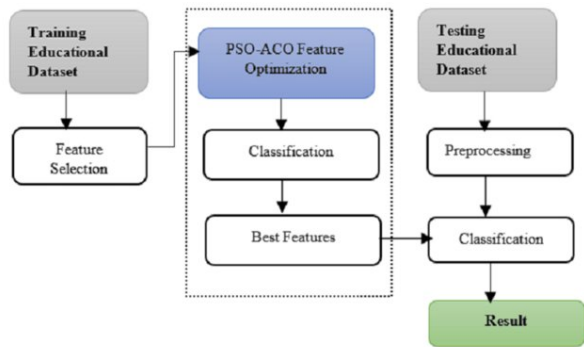 Training
Educational
Dataset
Feature
Selection
PSO-ACO Feature
Optimization
Classification
Best Features
Testing
Educational
Dataset
Preprocessing
Classification
Result